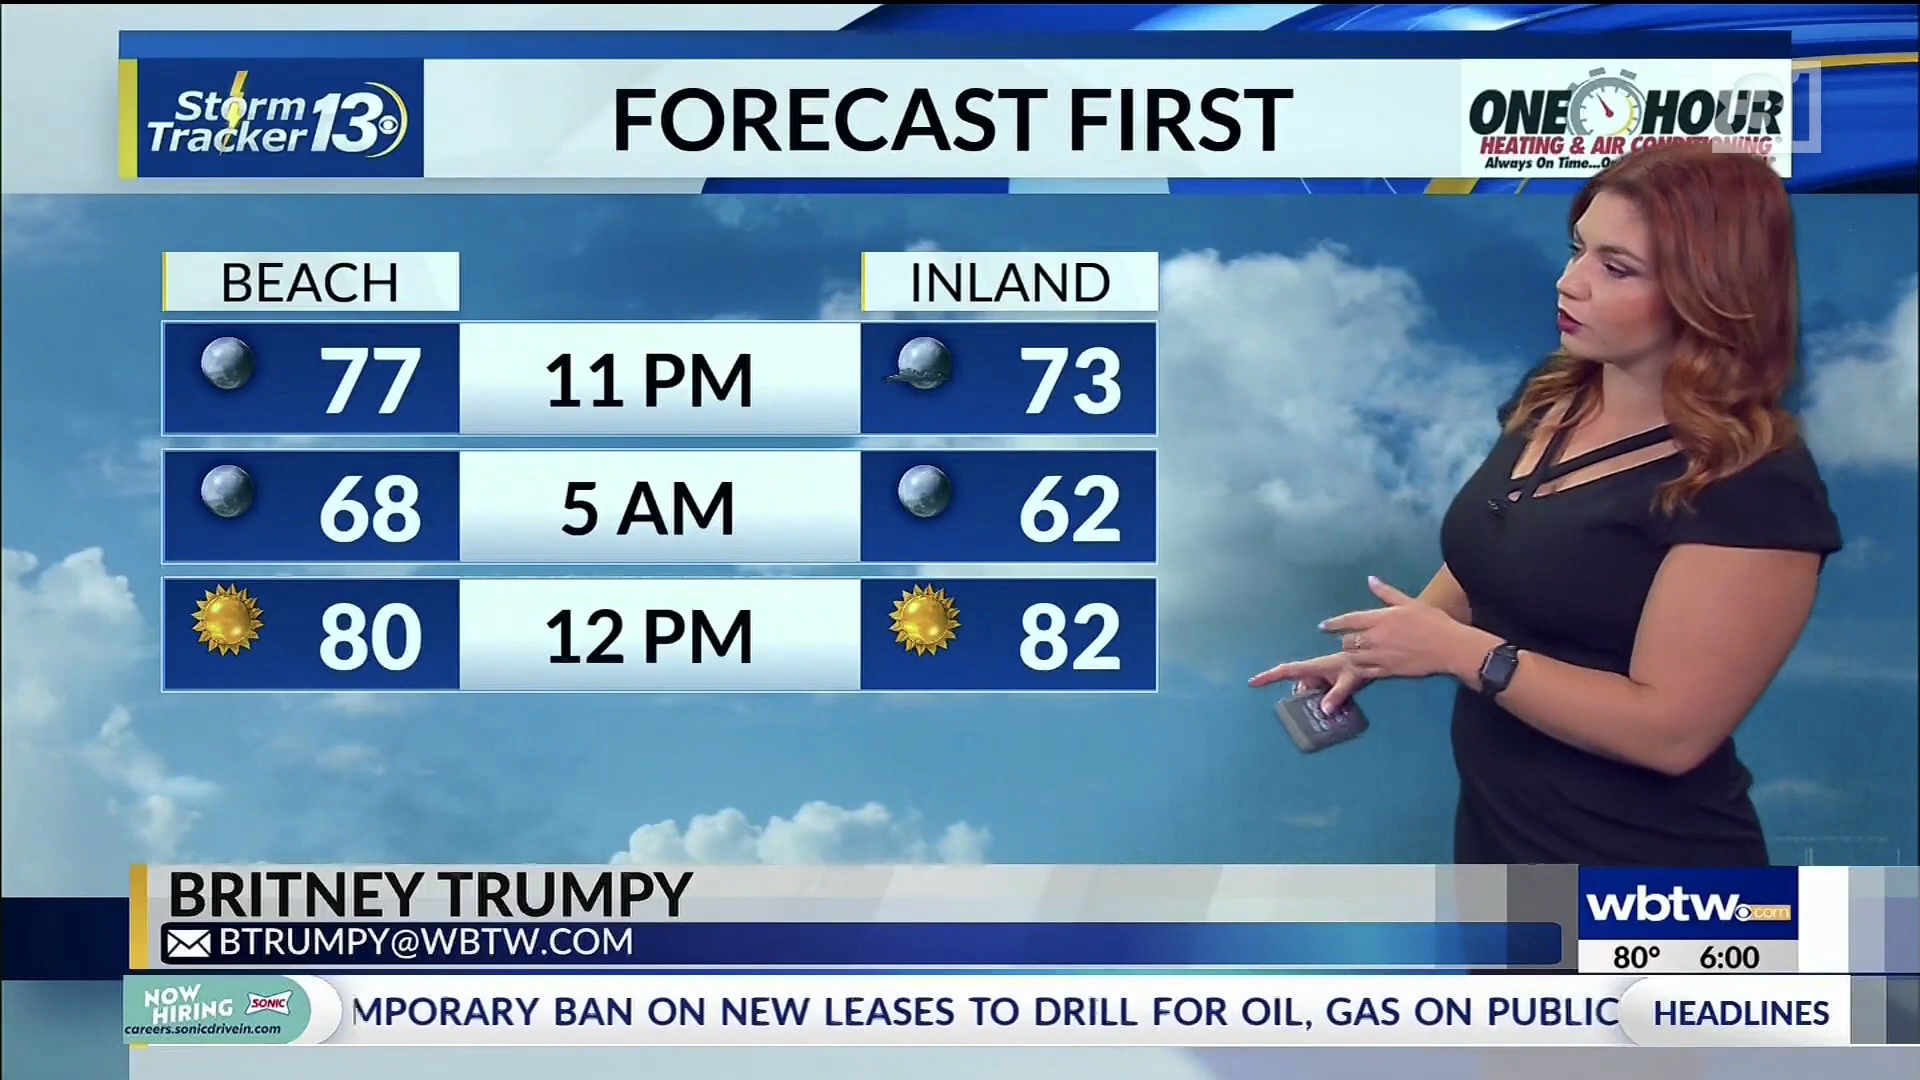 Storm
Tracker 13
FORECAST FIRST
ONE HOUR
HEATING & AIR CONDITIONING
Always On Time...
BEACH
INLAND
77 11 PM 73
68 5 AM 62
80 12 PM 82
BRITNEY TRUMPY
BTRUMPY@WBTW.COM
wbtw.com
80° 6:00
NOW
HIRING SONIC
careers.sonicdrivein.com
MPORARY BAN ON NEW LEASES TO DRILL FOR OIL, GAS ON PUBLIC
HEADLINES